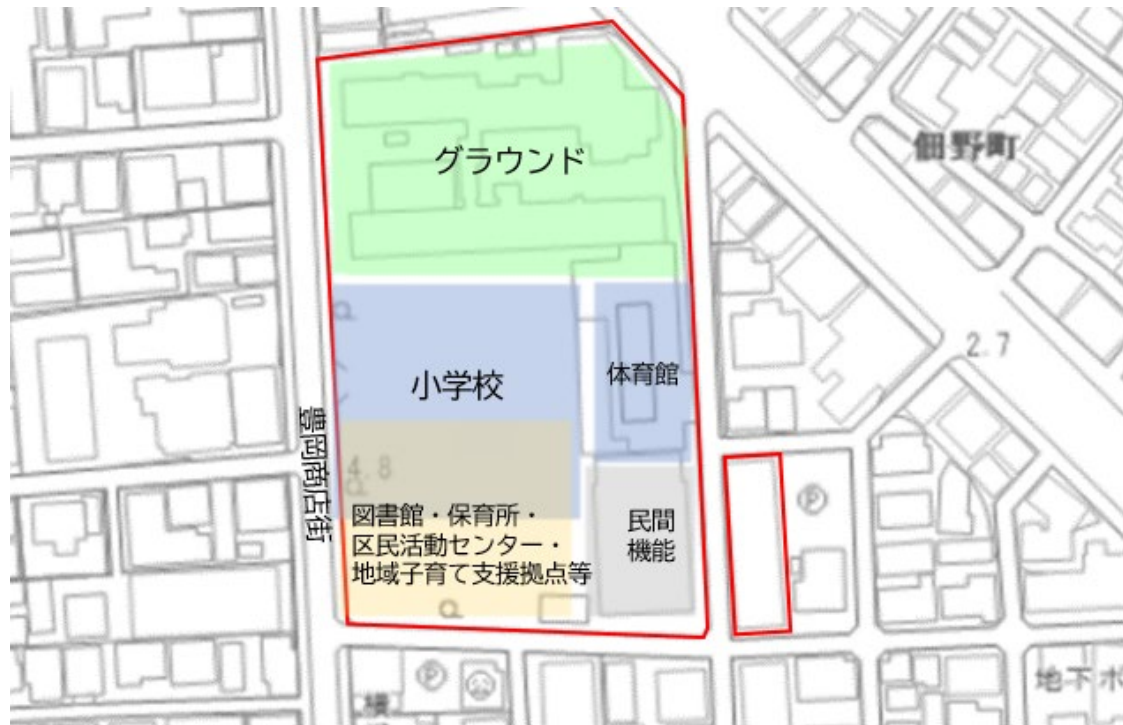 グラウンド
佃野町
2.7
小学校
体育館
豊岡商店街
4.8
図書館・保育所・
区民活動センター・
地域子育て支援拠点等
民間
機能
P
P
横
地下ポ